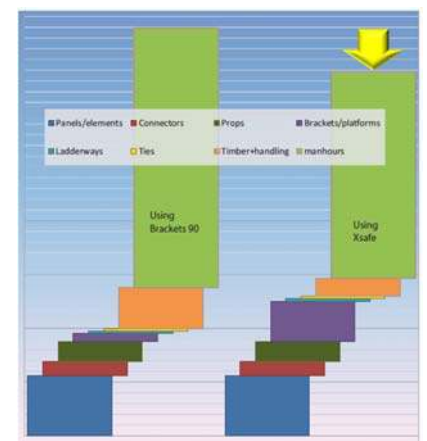 Panels/elements Connectors Props Brackets/platforms
Ladderways Ties Timber+handling manhours
Using
Brackets 90
Using
Xsafe